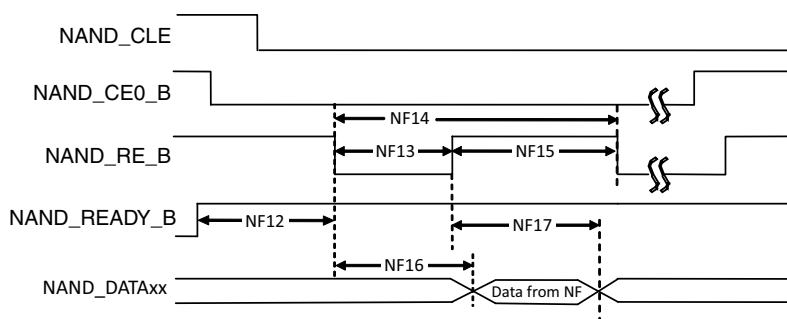 NAND_CLE
NAND_CE0_B
NF14
NAND_RE_B
NF13
NF15
NAND_READY_B
NF12
NF17
NF16
NAND_DATAxx
Data from NF